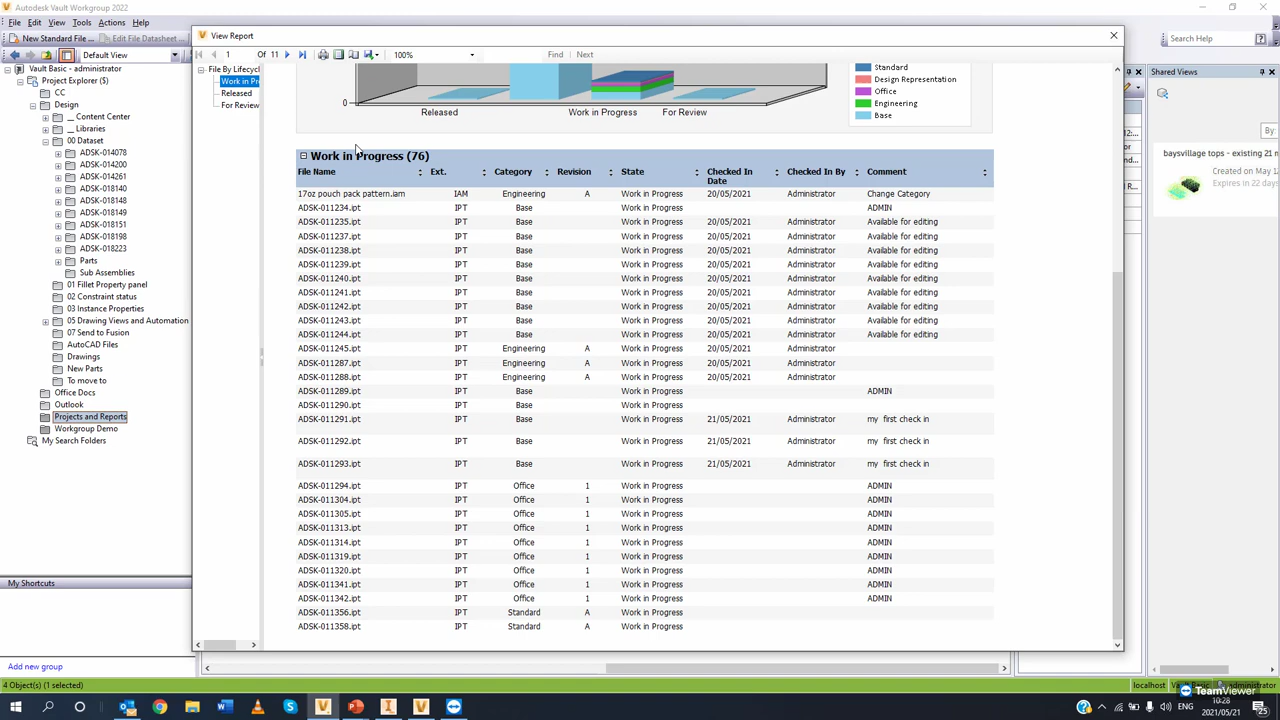 Autodesk Vault Workgroup 2022
File Edit View Tools Actions Help
New Standard File... Edit File Datasheet...
Search Help
Default View
Vault Basic - administrator
Project Explorer ($)
CC
Design
__ Content Center
__ Libraries
00 Dataset
ADSK-014078
ADSK-014200
ADSK-014261
ADSK-018140
ADSK-018148
ADSK-018149
ADSK-018151
ADSK-018198
ADSK-018223
Parts
Sub Assemblies
01 Fillet Property panel
02 Constraint status
03 Instance Properties
05 Drawing Views and Automation
07 Send to Fusion
AutoCAD Files
Drawings
New Parts
To move to
Office Docs
Outlook
Projects and Reports
Workgroup Demo
My Search Folders
My Shortcuts
Add new group
4 Object(s) (1 selected)
View Report
1 Of 11 100% Find Next
File By Lifecycl
Work in Pr
Released
For Review
0
Released Work in Progress For Review
Standard
Design Representation
Office
Engineering
Base
Work in Progress (76)
File Name Ext. Category Revision State Checked In Date Checked In By Comment
17oz pouch pack pattern.iam IAM Engineering A Work in Progress 20/05/2021 Administrator Change Category
ADSK-011234.ipt IPT Base Work in Progress ADMIN
ADSK-011235.ipt IPT Base Work in Progress 20/05/2021 Administrator Available for editing
ADSK-011237.ipt IPT Base Work in Progress 20/05/2021 Administrator Available for editing
ADSK-011238.ipt IPT Base Work in Progress 20/05/2021 Administrator Available for editing
ADSK-011239.ipt IPT Base Work in Progress 20/05/2021 Administrator Available for editing
ADSK-011240.ipt IPT Base Work in Progress 20/05/2021 Administrator Available for editing
ADSK-011241.ipt IPT Base Work in Progress 20/05/2021 Administrator Available for editing
ADSK-011242.ipt IPT Base Work in Progress 20/05/2021 Administrator Available for editing
ADSK-011243.ipt IPT Base Work in Progress 20/05/2021 Administrator Available for editing
ADSK-011244.ipt IPT Base Work in Progress 20/05/2021 Administrator Available for editing
ADSK-011245.ipt IPT Engineering A Work in Progress 20/05/2021 Administrator
ADSK-011287.ipt IPT Engineering A Work in Progress 20/05/2021 Administrator
ADSK-011288.ipt IPT Engineering A Work in Progress 20/05/2021 Administrator
ADSK-011289.ipt IPT Base Work in Progress ADMIN
ADSK-011290.ipt IPT Base Work in Progress
ADSK-011291.ipt IPT Base Work in Progress 21/05/2021 Administrator my first check in
ADSK-011292.ipt IPT Base Work in Progress 21/05/2021 Administrator my first check in
ADSK-011293.ipt IPT Base Work in Progress 21/05/2021 Administrator my first check in
ADSK-011294.ipt IPT Office 1 Work in Progress ADMIN
ADSK-011304.ipt IPT Office 1 Work in Progress ADMIN
ADSK-011305.ipt IPT Office 1 Work in Progress ADMIN
ADSK-011313.ipt IPT Office 1 Work in Progress ADMIN
ADSK-011314.ipt IPT Office 1 Work in Progress ADMIN
ADSK-011319.ipt IPT Office 1 Work in Progress ADMIN
ADSK-011320.ipt IPT Office 1 Work in Progress ADMIN
ADSK-011341.ipt IPT Office 1 Work in Progress ADMIN
ADSK-011342.ipt IPT Office 1 Work in Progress ADMIN
ADSK-011356.ipt IPT Standard A Work in Progress
ADSK-011358.ipt IPT Standard A Work in Progress
Shared Views
By:
baysvillage tops - existing 21 m
Created on May 1
Expires in 22 days
localhost Vault Basic administrator
TeamViewer
ENG 10:28
2021/05/21
25